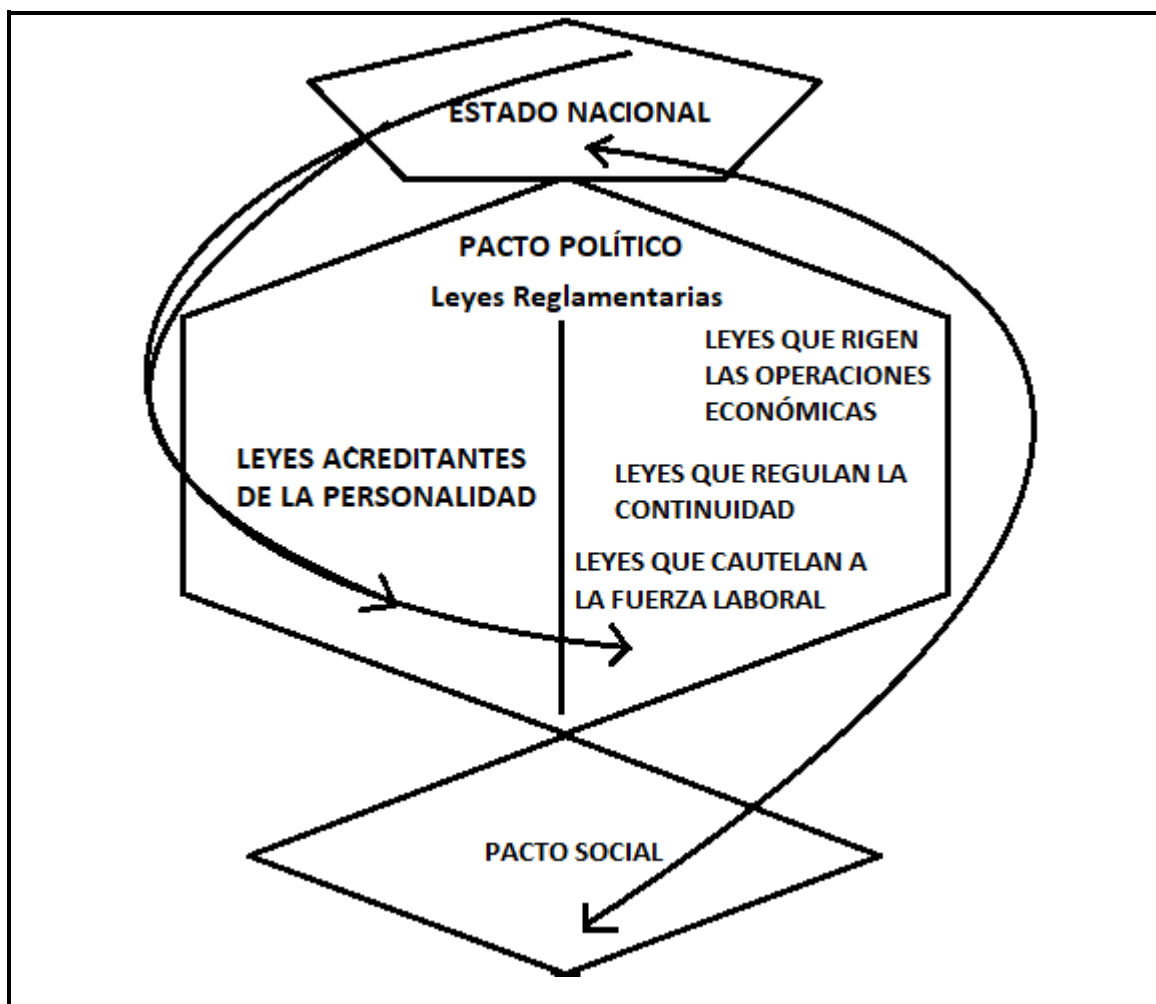 ESTADO NACIONAL
PACTO POLÍTICO
Leyes Reglamentarias
LEYES ACREDITANTES
DE LA PERSONALIDAD
LEYES QUE RIGEN
LAS OPERACIONES
ECONÓMICAS
LEYES QUE REGULAN LA
CONTINUIDAD
LEYES QUE CAUTELAN A
LA FUERZA LABORAL
PACTO SOCIAL